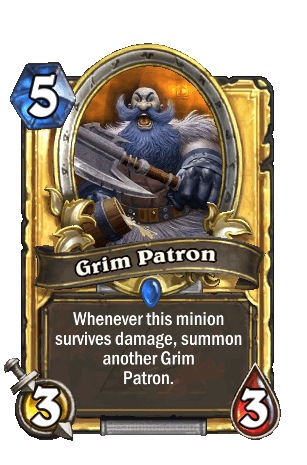 5
Grim Patron
Whenever this minion
survives damage, summon
another Grim
Patron.
3
3